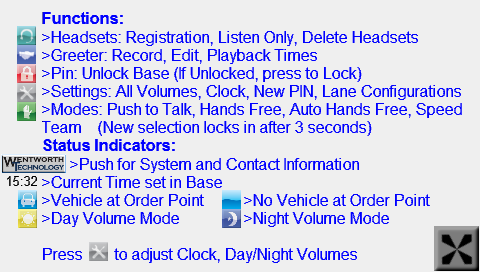 Functions:
>Headsets: Registration, Listen Only, Delete Headsets
>Greeter: Record, Edit, Playback Times
>Pin: Unlock Base (If Unlocked, press to Lock)
>Settings: All Volumes, Clock, New PIN, Lane Configurations
>Modes: Push to Talk, Hands Free, Auto Hands Free, Speed
Team (New selection locks in after 3 seconds)
Status Indicators:
WENTWORTH TECHNOLOGY >Push for System and Contact Information
15:32 >Current Time set in Base
>Vehicle at Order Point >No Vehicle at Order Point
>Day Volume Mode >Night Volume Mode
Press to adjust Clock, Day/Night Volumes